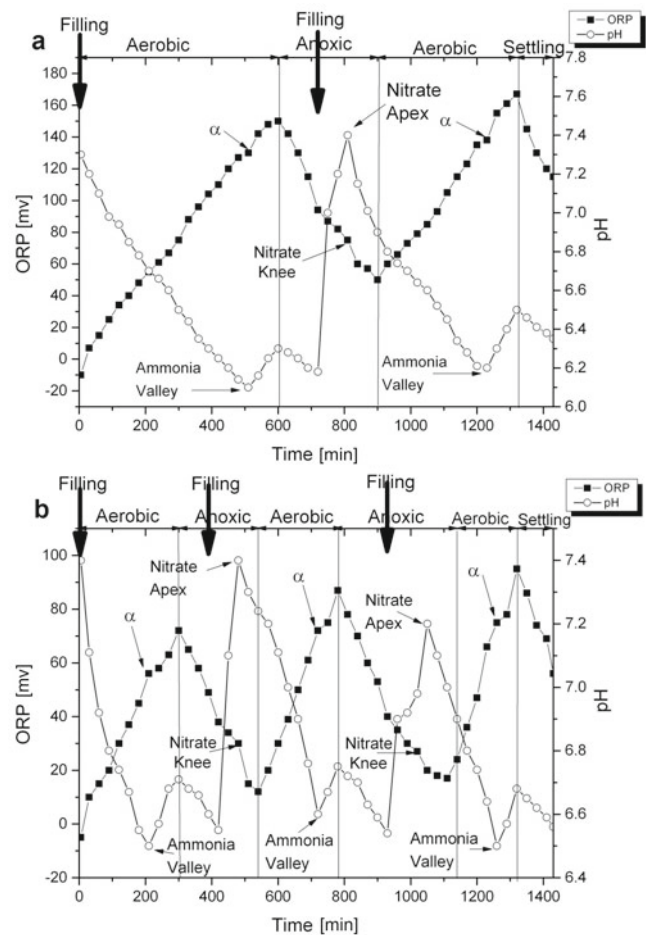 Filling
Filling
ORP
pH
a
Aerobic
Anoxic
Aerobic
Settling
180
160
140
120
100
80
60
40
20
0
-20
ORP [mv]
7.8
7.6
7.4
7.2
7.0
6.8
6.6
6.4
6.2
6.0
pH
α
Nitrate
Apex
α
Nitrate
Knee
Ammonia
Valley
Ammonia
Valley
0 200 400 600 800 1000 1200 1400
Time [min]
Filling
Filling
Filling
ORP
pH
b
Aerobic
Anoxic
Aerobic
Anoxic
Aerobic
Settling
100
80
60
40
20
0
-20
ORP [mv]
7.4
7.2
7.0
6.8
6.6
6.4
pH
α
Nitrate
Apex
α
Nitrate
Apex
α
Nitrate
Knee
Nitrate
Knee
Ammonia
Valley
Ammonia
Valley
Ammonia
Valley
0 200 400 600 800 1000 1200 1400
Time [min]